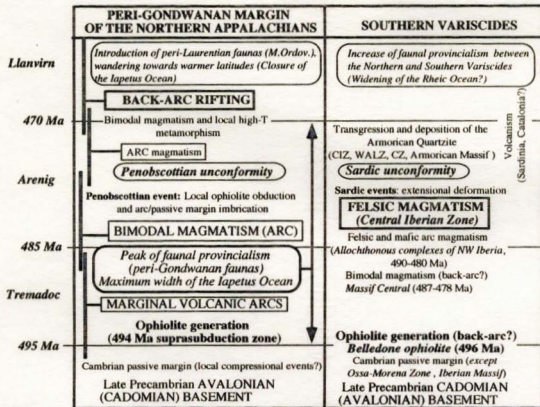 PERI-GONDWANAN MARGIN
OF THE NORTHERN APPALACHIANS
SOUTHERN VARISCIDES
Llanvirn
470 Ma
Arenig
485 Ma
Tremadoc
495 Ma
Introduction of peri-Laurentian faunas (M.Ordov.),
wandering towards warmer latitudes (Closure of
the Iapetus Ocean)
BACK-ARC RIFTING
Bimodal magmatism and local high-T
metamorphism
ARC magmatism
Penobscottian unconformity
Penobscottian event: Local ophiolite obduction
and arc/passive margin imbrication
BIMODAL MAGMATISM (ARC)
Peak of faunal provincialism
(peri-Gondwanan faunas)
Maximum width of the Iapetus Ocean
MARGINAL VOLCANIC ARCS
Ophiolite generation
(494 Ma suprasubduction zone)
Cambrian passive margin (local compressional events?)
Late Precambrian AVALONIAN
(CADOMIAN) BASEMENT
Increase of faunal provincialism between
the Northern and Southern Variscides
(Widening of the Rheic Ocean?)
Transgression and deposition of the
Armorican Quartzite
(CIZ, WALZ, CZ, Armorican Massif)
Volcanism
(Sardinia, Catalonia?)
Sardic unconformity
Sardic events: extensional deformation
FELSIC MAGMATISM
(Central Iberian Zone)
Felsic and mafic arc magmatism
(Allochthonous complexes of NW Iberia,
490-480 Ma)
Bimodal magmatism (back-arc?)
Massif Central (487-478 Ma)
Ophiolite generation (back-arc?)
Belledone ophiolite (496 Ma)
Cambrian passive margin (except
Ossa-Morena Zone, Iberian Massif)
Late Precambrian CADOMIAN
(AVALONIAN) BASEMENT